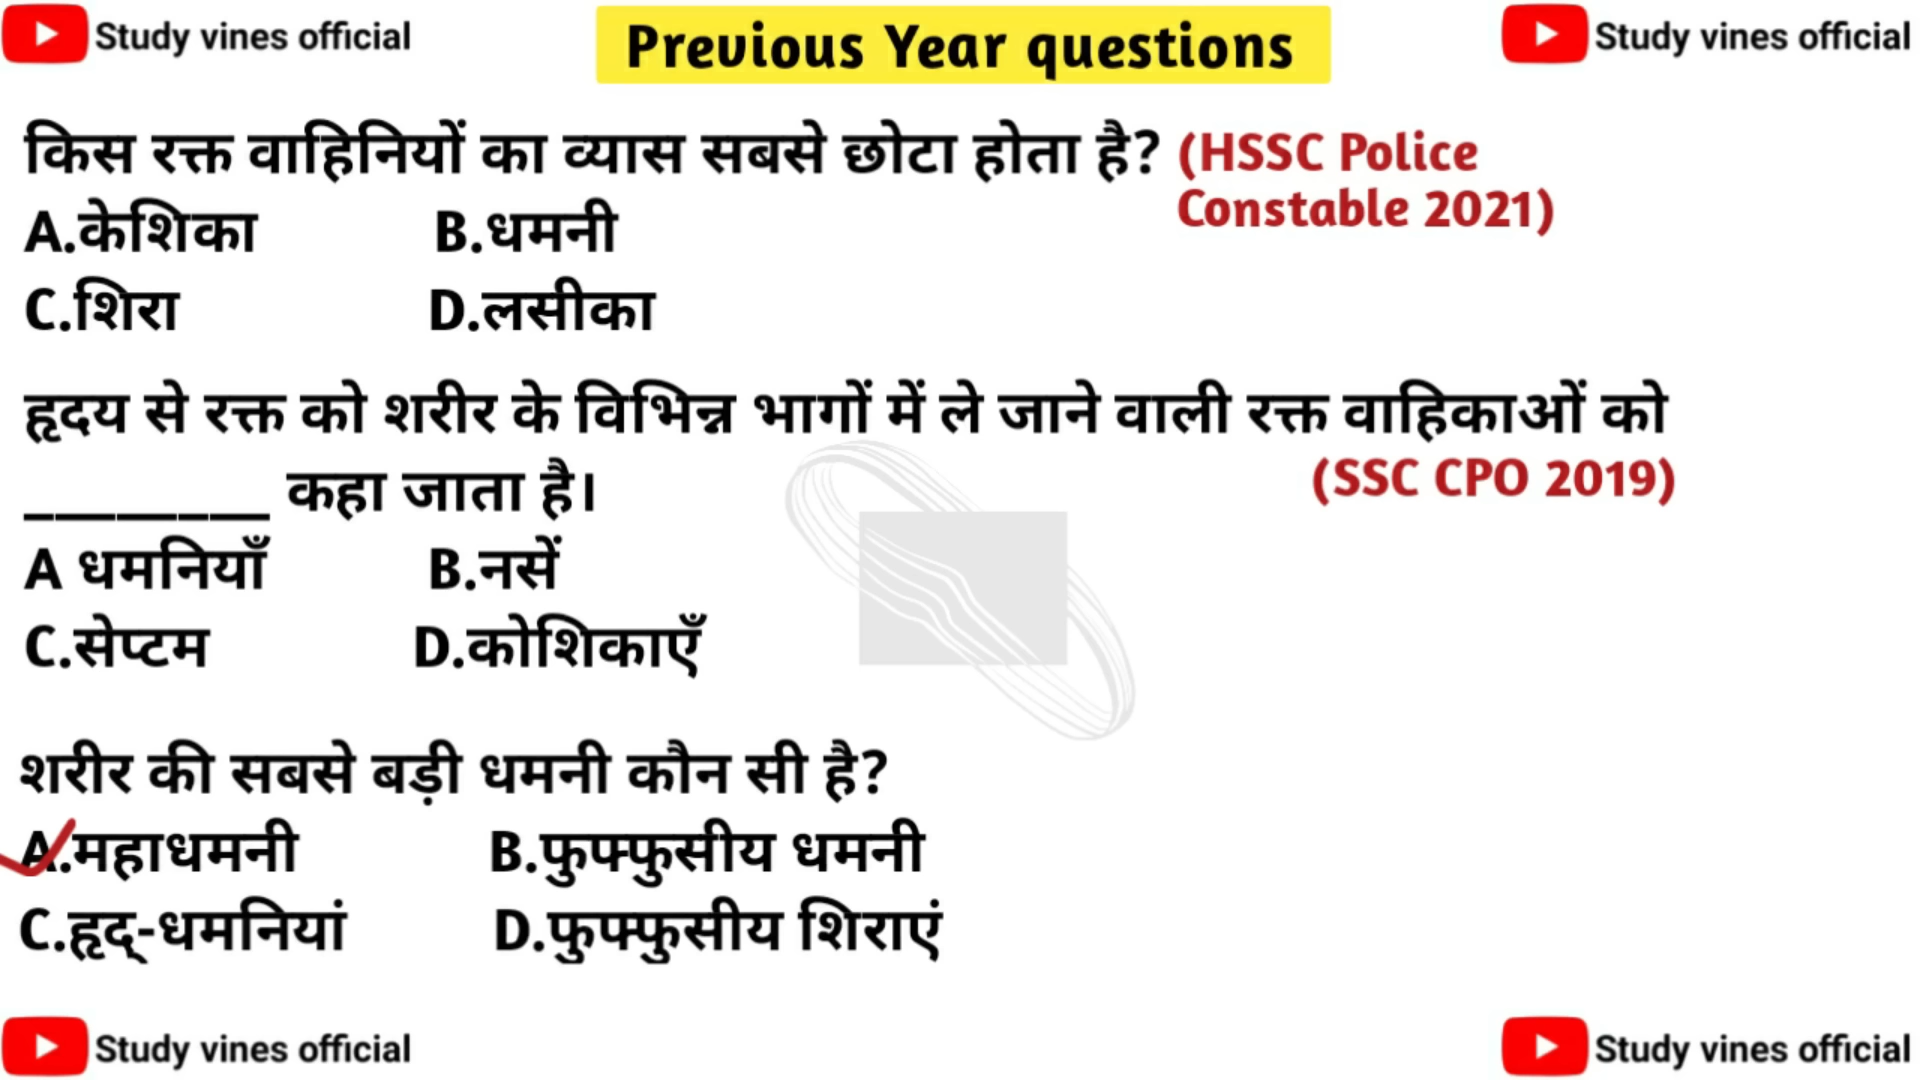 Study vines official
Previous Year questions
Study vines official
किस रक्त वाहिनियों का व्यास सबसे छोटा होता है? (HSSC Police
Constable 2021)
A.केशिका B.धमनी
C.शिरा D.लसीका
हृदय से रक्त को शरीर के विभिन्न भागों में ले जाने वाली रक्त वाहिकाओं को
________ कहा जाता है। (SSC CPO 2019)
A धमनियाँ B.नसें
C.सेप्टम D.कोशिकाएँ
शरीर की सबसे बड़ी धमनी कौन सी है?
A.महाधमनी B.फुफ्फुसीय धमनी
C.हृद्-धमनियां D.फुफ्फुसीय शिराएं
Study vines official
Study vines official